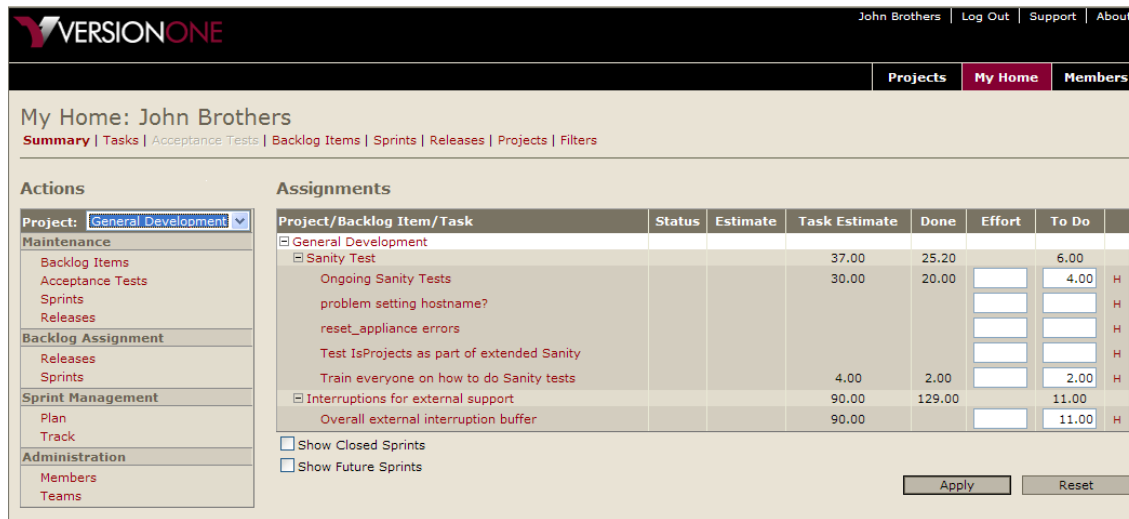 John Brothers | Log Out | Support | About
VERSIONONE
Projects My Home Members
My Home: John Brothers
Summary | Tasks | Acceptance Tests | Backlog Items | Sprints | Releases | Projects | Filters
Actions
Project: General Development
Maintenance
Backlog Items
Acceptance Tests
Sprints
Releases
Backlog Assignment
Releases
Sprints
Sprint Management
Plan
Track
Administration
Members
Teams
Assignments
Project/Backlog Item/Task Status Estimate Task Estimate Done Effort To Do
General Development
Sanity Test 37.00 25.20 6.00
Ongoing Sanity Tests 30.00 20.00 4.00 H
problem setting hostname? H
reset_appliance errors H
Test IsProjects as part of extended Sanity H
Train everyone on how to do Sanity tests 4.00 2.00 2.00 H
Interruptions for external support 90.00 129.00 11.00
Overall external interruption buffer 90.00 11.00 H
Show Closed Sprints
Show Future Sprints
Apply Reset